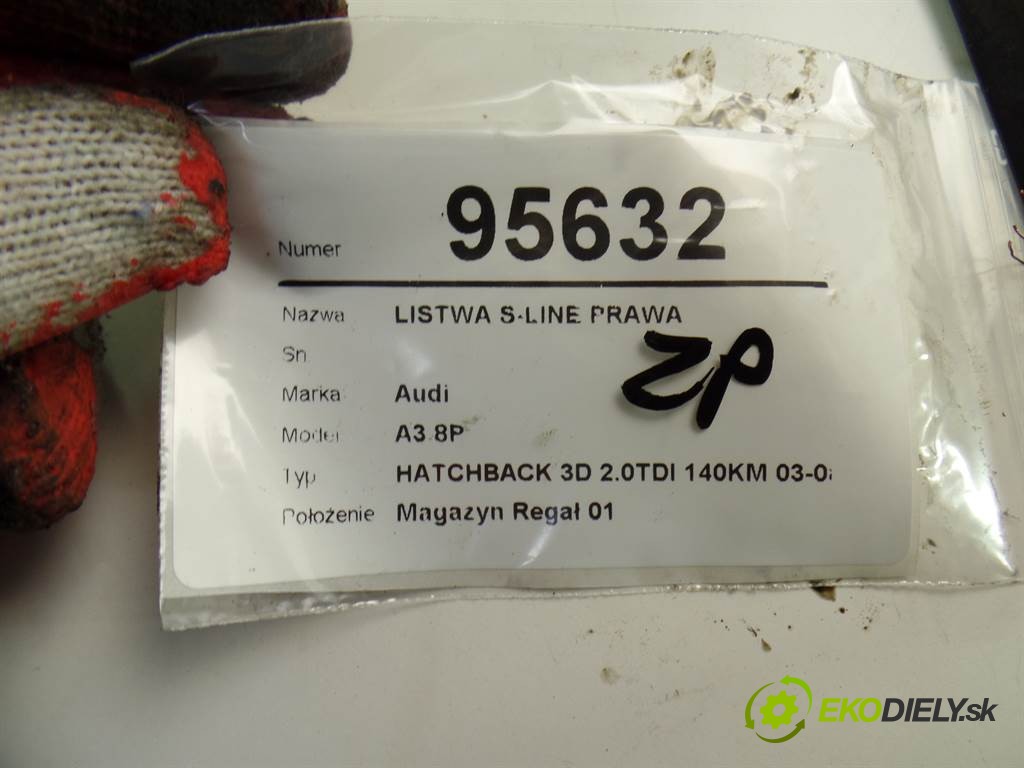 Numer 95632
Nazwa LISTWA S-LINE PRAWA
Sn
ZP
Marka Audi
Model A3 8P
Typ HATCHBACK 3D 2.0TDI 140KM 03-0
Położenie Magazyn Regał 01
EKODIELY.sk